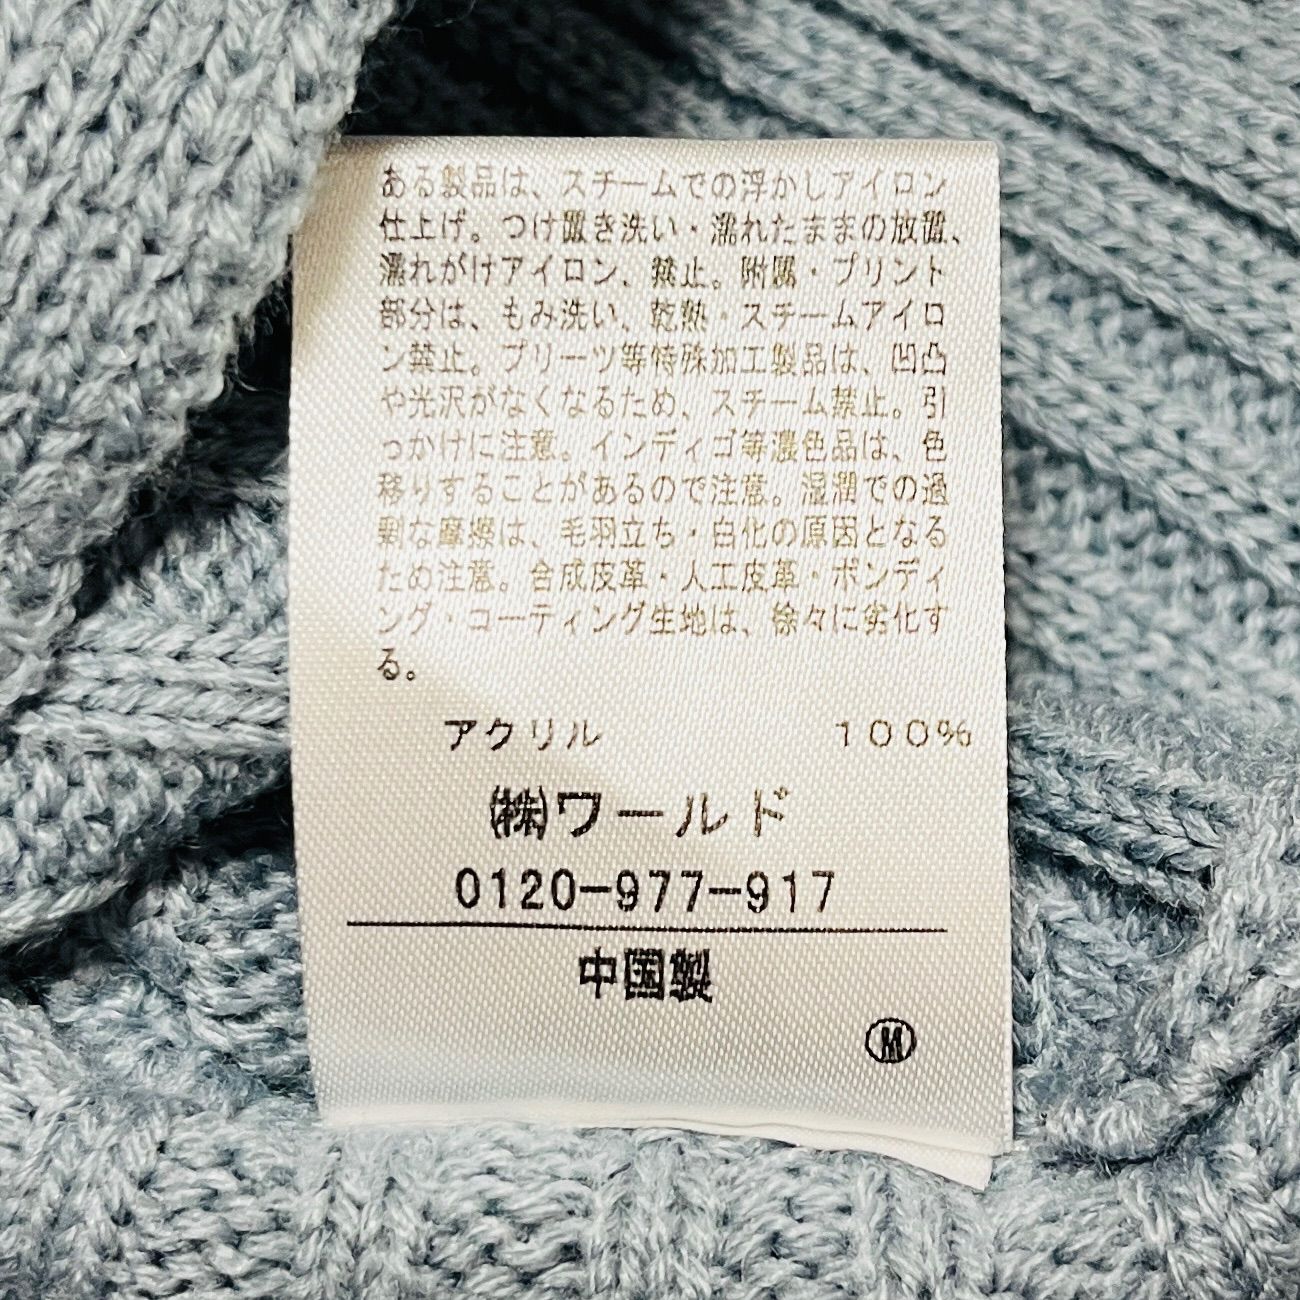 ある製品は、スチームでの浮かしアイロン
仕上げ。つけ置き洗い・濡れたままの放置、
濡れがけアイロン、禁止。附属・プリント
部分は、もみ洗い、乾熱・スチームアイロ
ン禁止。プリーツ等特殊加工製品は、凹凸
や光沢がなくなるため、スチーム禁止。引
っかけに注意。インディゴ等濃色品は、色
移りすることがあるので注意。湿潤での過
剰な摩擦は、毛羽立ち・白化の原因となる
ため注意。合成皮革・人工皮革・ボンディ
ング・コーティング生地は、徐々に劣化す
る。
アクリル 100%
㈱ワールド
0120-977-917
中国製
Ⓜ